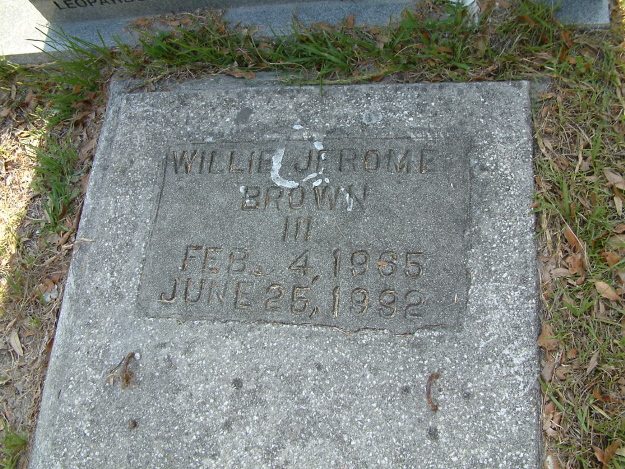 WILLIE JEROME
BROWN
III
FEB. 4, 1965
JUNE 25, 1992